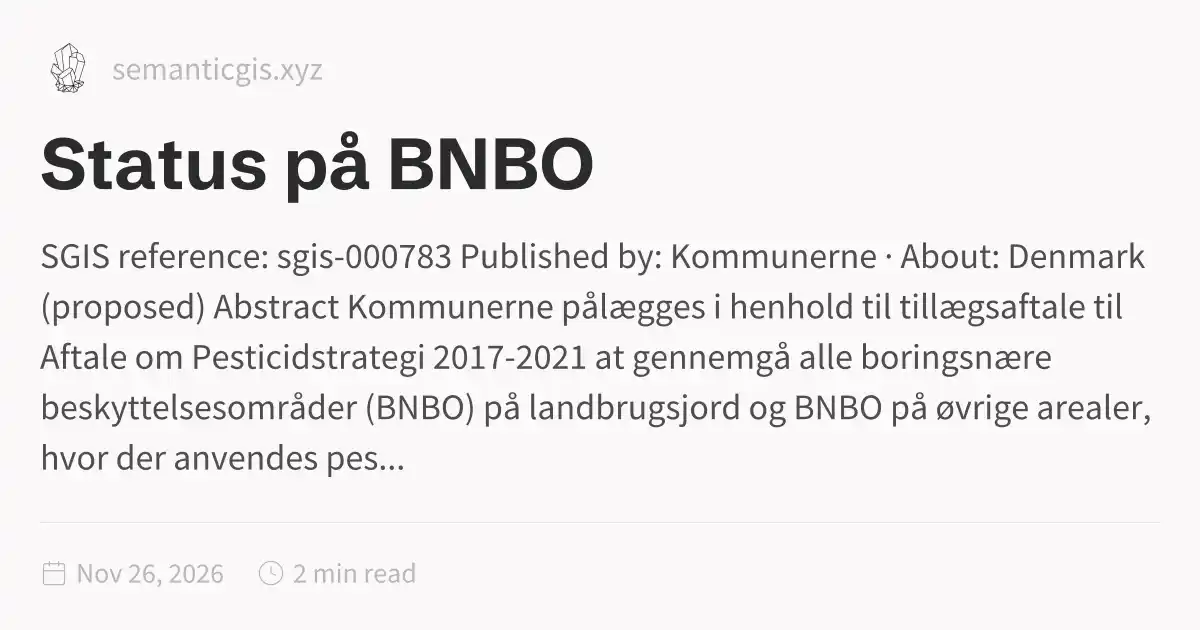 semanticgis.xyz
Status på BNBO
SGIS reference: sgis-000783 Published by: Kommunerne · About: Denmark
(proposed) Abstract Kommunerne pålægges i henhold til tillægsaftale til
Aftale om Pesticidstrategi 2017-2021 at gennemgå alle boringsnære
beskyttelsesområder (BNBO) på landbrugsjord og BNBO på øvrige arealer,
hvor der anvendes pes...
Nov 26, 2026 2 min read